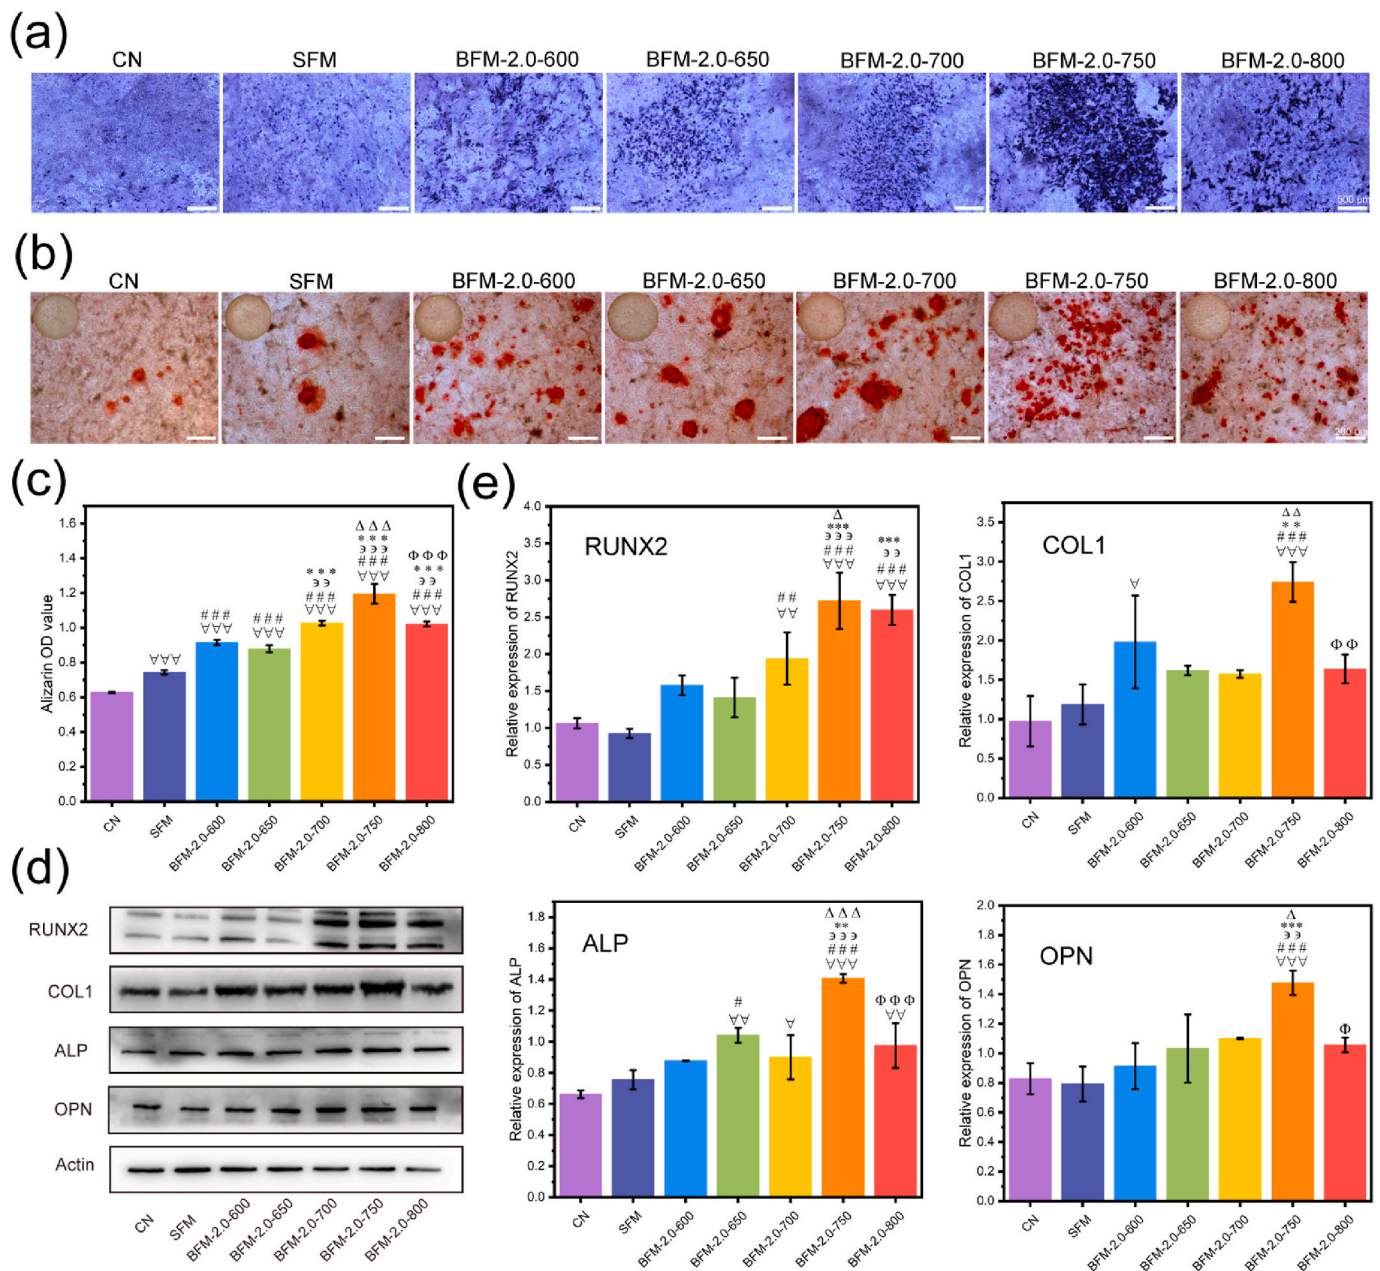 (a)
CN SFM BFM-2.0-600 BFM-2.0-650 BFM-2.0-700 BFM-2.0-750 BFM-2.0-800
500 μm
(b)
CN SFM BFM-2.0-600 BFM-2.0-650 BFM-2.0-700 BFM-2.0-750 BFM-2.0-800
200 μm
(c)
Alizarin OD value
1.6
1.4
1.2
1.0
0.8
0.6
0.4
0.2
0.0
∀∀∀
###
∀∀∀
###
∀∀∀
***
э э
###
∀∀∀
Δ Δ Δ
***
э э э
###
∀∀∀
Φ Φ Φ
***
э э
###
∀∀∀
CN SFM BFM-2.0-600 BFM-2.0-650 BFM-2.0-700 BFM-2.0-750 BFM-2.0-800
(e)
RUNX2
Relative expression of RUNX2
4.0
3.5
3.0
2.5
2.0
1.5
1.0
0.5
0.0
##
∀∀
Δ
***
э э э
###
∀∀∀
***
э э
###
∀∀∀
CN SFM BFM-2.0-600 BFM-2.0-650 BFM-2.0-700 BFM-2.0-750 BFM-2.0-800
COL1
Relative expression of COL1
3.5
3.0
2.5
2.0
1.5
1.0
0.5
0.0
∀
Δ Δ
**
###
∀∀∀
Φ Φ
CN SFM BFM-2.0-600 BFM-2.0-650 BFM-2.0-700 BFM-2.0-750 BFM-2.0-800
(d)
RUNX2
COL1
ALP
OPN
Actin
CN SFM BFM-2.0-600 BFM-2.0-650 BFM-2.0-700 BFM-2.0-750 BFM-2.0-800
ALP
Relative expression of ALP
1.8
1.6
1.4
1.2
1.0
0.8
0.6
0.4
0.2
0.0
#
∀∀
∀
Δ Δ Δ
**
э э э
###
∀∀∀
Φ Φ Φ
∀∀
CN SFM BFM-2.0-600 BFM-2.0-650 BFM-2.0-700 BFM-2.0-750 BFM-2.0-800
OPN
Relative expression of OPN
2.0
1.8
1.6
1.4
1.2
1.0
0.8
0.6
0.4
0.2
0.0
Δ
***
э э
###
∀∀∀
Φ
CN SFM BFM-2.0-600 BFM-2.0-650 BFM-2.0-700 BFM-2.0-750 BFM-2.0-800